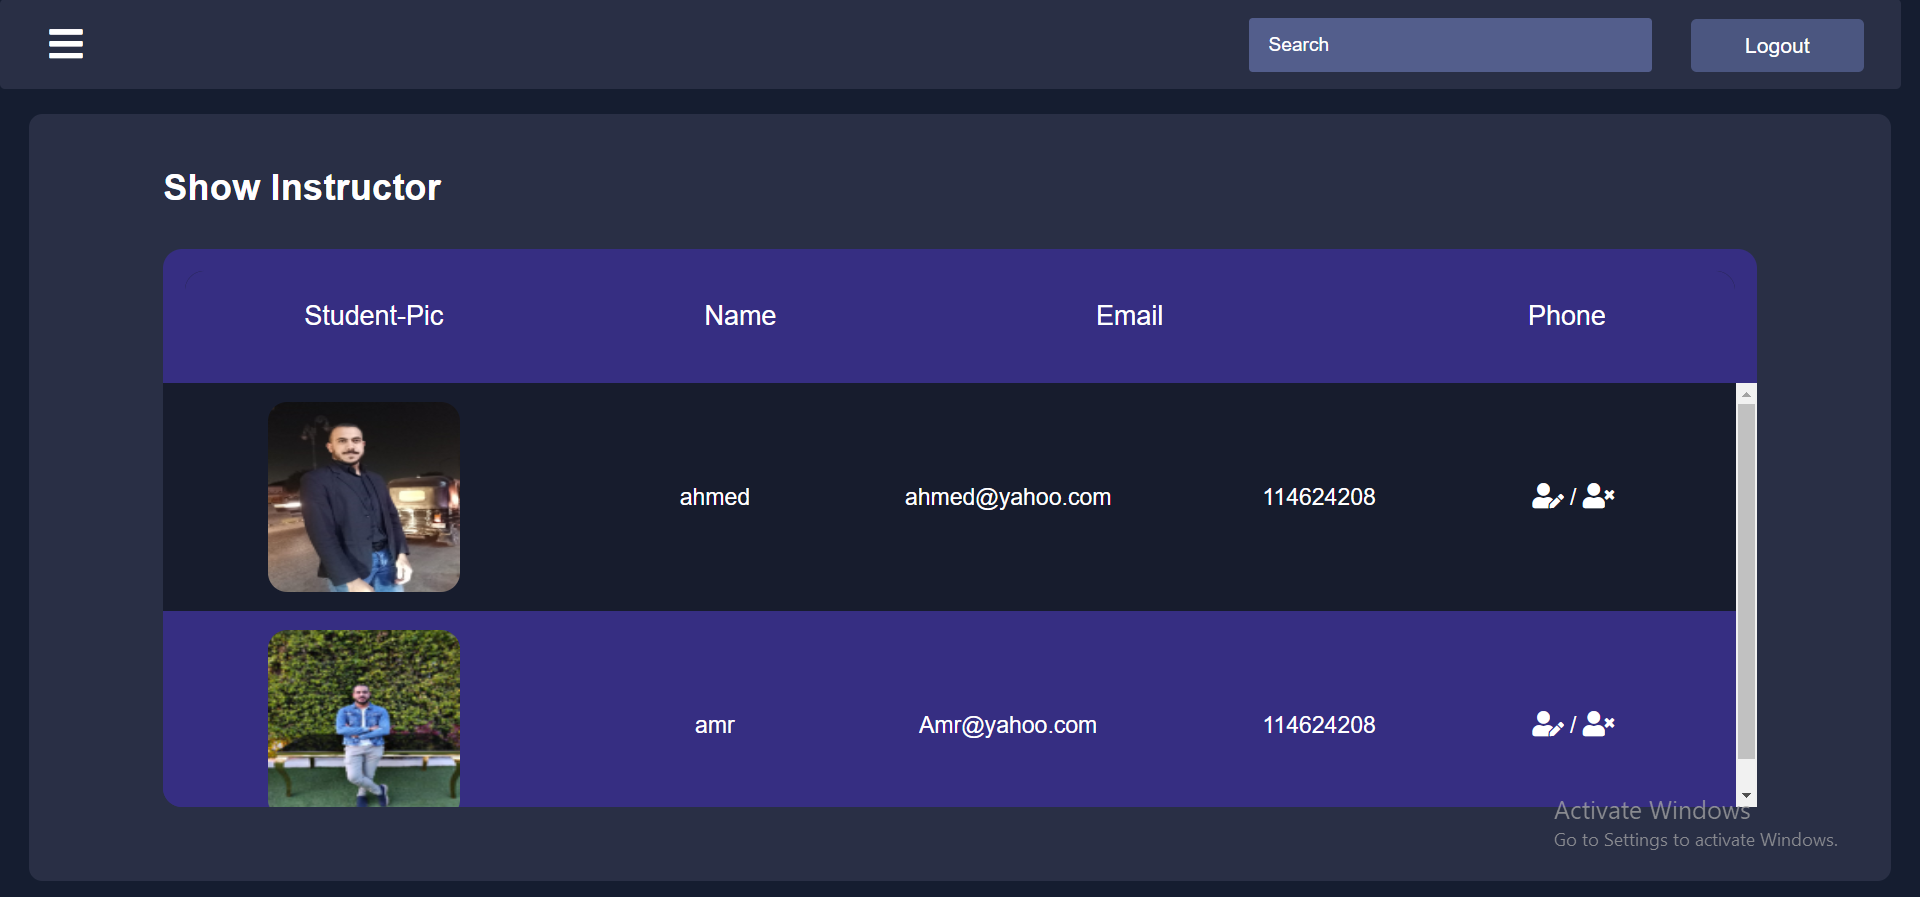 Search
Logout
Show Instructor
Student-Pic Name Email Phone
ahmed ahmed@yahoo.com 114624208 /
amr Amr@yahoo.com 114624208 /
Activate Windows
Go to Settings to activate Windows.